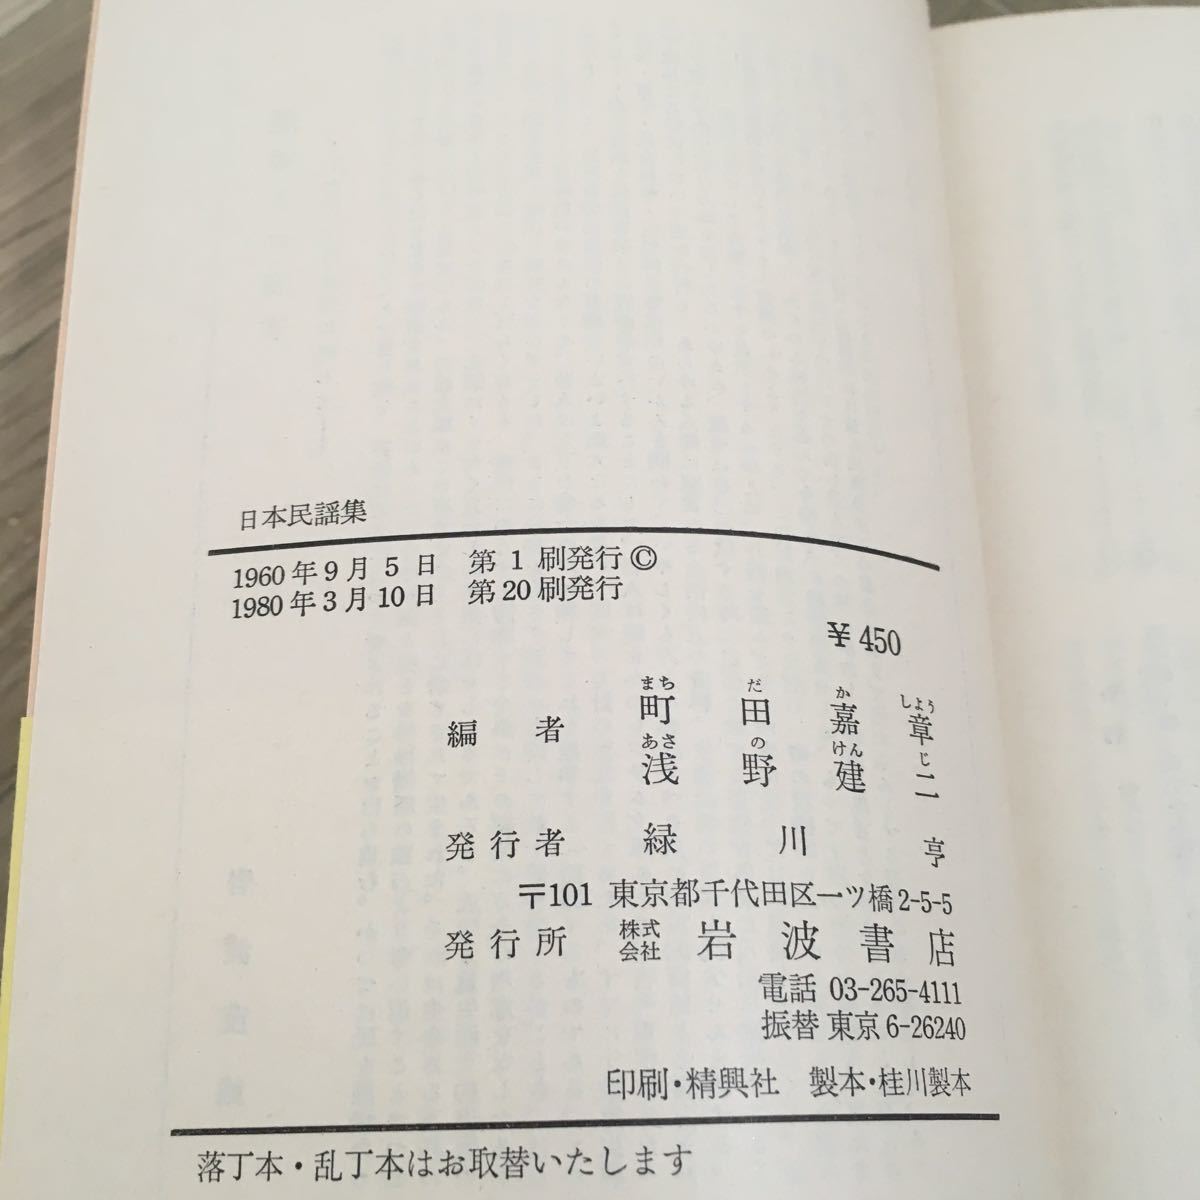 日本民謡集
1960年9月5日 第1刷発行©
1980年3月10日 第20刷発行
¥450
まち だ か しょう
編者 町田嘉章
あさ の けん じ
浅野建二
発行者 緑川亨
〒101 東京都千代田区一ツ橋2-5-5
発行所 株式会社 岩波書店
電話 03-265-4111
振替 東京6-26240
印刷・精興社 製本・桂川製本
落丁本・乱丁本はお取替いたします